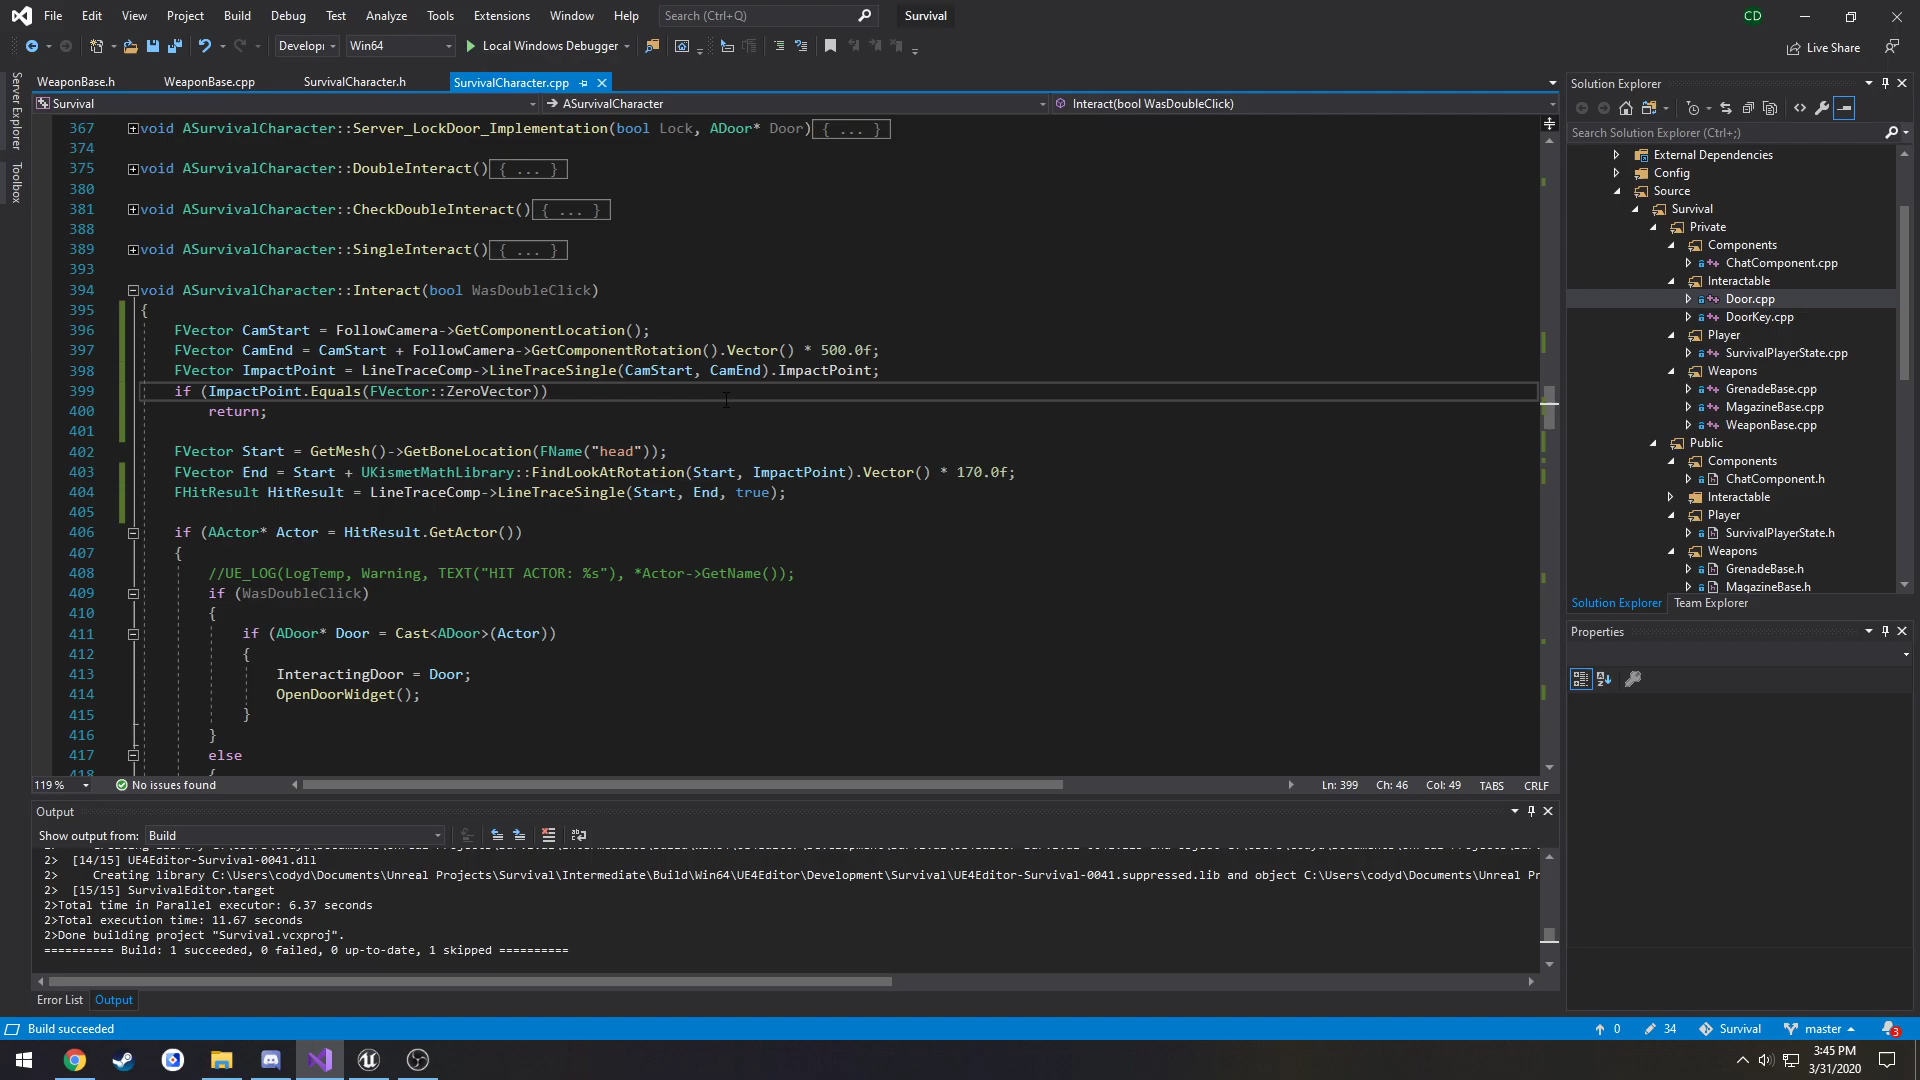 File Edit View Project Build Debug Test Analyze Tools Extensions Window Help Search (Ctrl+Q) Survival CD
Develop Win64 Local Windows Debugger Live Share
Server Explorer
Toolbox
WeaponBase.h WeaponBase.cpp SurvivalCharacter.h SurvivalCharacter.cpp
Survival ASurvivalCharacter Interact(bool WasDoubleClick)
367 void ASurvivalCharacter::Server_LockDoor_Implementation(bool Lock, ADoor* Door){ ... }
374
375 void ASurvivalCharacter::DoubleInteract(){ ... }
380
381 void ASurvivalCharacter::CheckDoubleInteract(){ ... }
388
389 void ASurvivalCharacter::SingleInteract(){ ... }
393
394 void ASurvivalCharacter::Interact(bool WasDoubleClick)
395 {
396 FVector CamStart = FollowCamera->GetComponentLocation();
397 FVector CamEnd = CamStart + FollowCamera->GetComponentRotation().Vector() * 500.0f;
398 FVector ImpactPoint = LineTraceComp->LineTraceSingle(CamStart, CamEnd).ImpactPoint;
399 if (ImpactPoint.Equals(FVector::ZeroVector))
400 return;
401
402 FVector Start = GetMesh()->GetBoneLocation(FName("head"));
403 FVector End = Start + UKismetMathLibrary::FindLookAtRotation(Start, ImpactPoint).Vector() * 170.0f;
404 FHitResult HitResult = LineTraceComp->LineTraceSingle(Start, End, true);
405
406 if (AActor* Actor = HitResult.GetActor())
407 {
408 //UE_LOG(LogTemp, Warning, TEXT("HIT ACTOR: %s"), *Actor->GetName());
409 if (WasDoubleClick)
410 {
411 if (ADoor* Door = Cast<ADoor>(Actor))
412 {
413 InteractingDoor = Door;
414 OpenDoorWidget();
415 }
416 }
417 else
418 {
119 % No issues found Ln: 399 Ch: 46 Col: 49 TABS CRLF
Output
Show output from: Build
2> [14/15] UE4Editor-Survival-0041.dll
2> Creating library C:\Users\codyd\Documents\Unreal Projects\Survival\Intermediate\Build\Win64\UE4Editor\Development\Survival\UE4Editor-Survival-0041.suppressed.lib and object C:\Users\codyd\Documents\Unreal Pr
2> [15/15] SurvivalEditor.target
2>Total time in Parallel executor: 6.37 seconds
2>Total execution time: 11.67 seconds
2>Done building project "Survival.vcxproj".
========== Build: 1 succeeded, 0 failed, 0 up-to-date, 1 skipped ==========
Error List Output
Solution Explorer
Search Solution Explorer (Ctrl+;)
External Dependencies
Config
Source
Survival
Private
Components
ChatComponent.cpp
Interactable
Door.cpp
DoorKey.cpp
Player
SurvivalPlayerState.cpp
Weapons
GrenadeBase.cpp
MagazineBase.cpp
WeaponBase.cpp
Public
Components
ChatComponent.h
Interactable
Player
SurvivalPlayerState.h
Weapons
GrenadeBase.h
MagazineBase.h
Solution Explorer Team Explorer
Properties
Build succeeded 0 34 Survival master 3
3:45 PM
3/31/2020